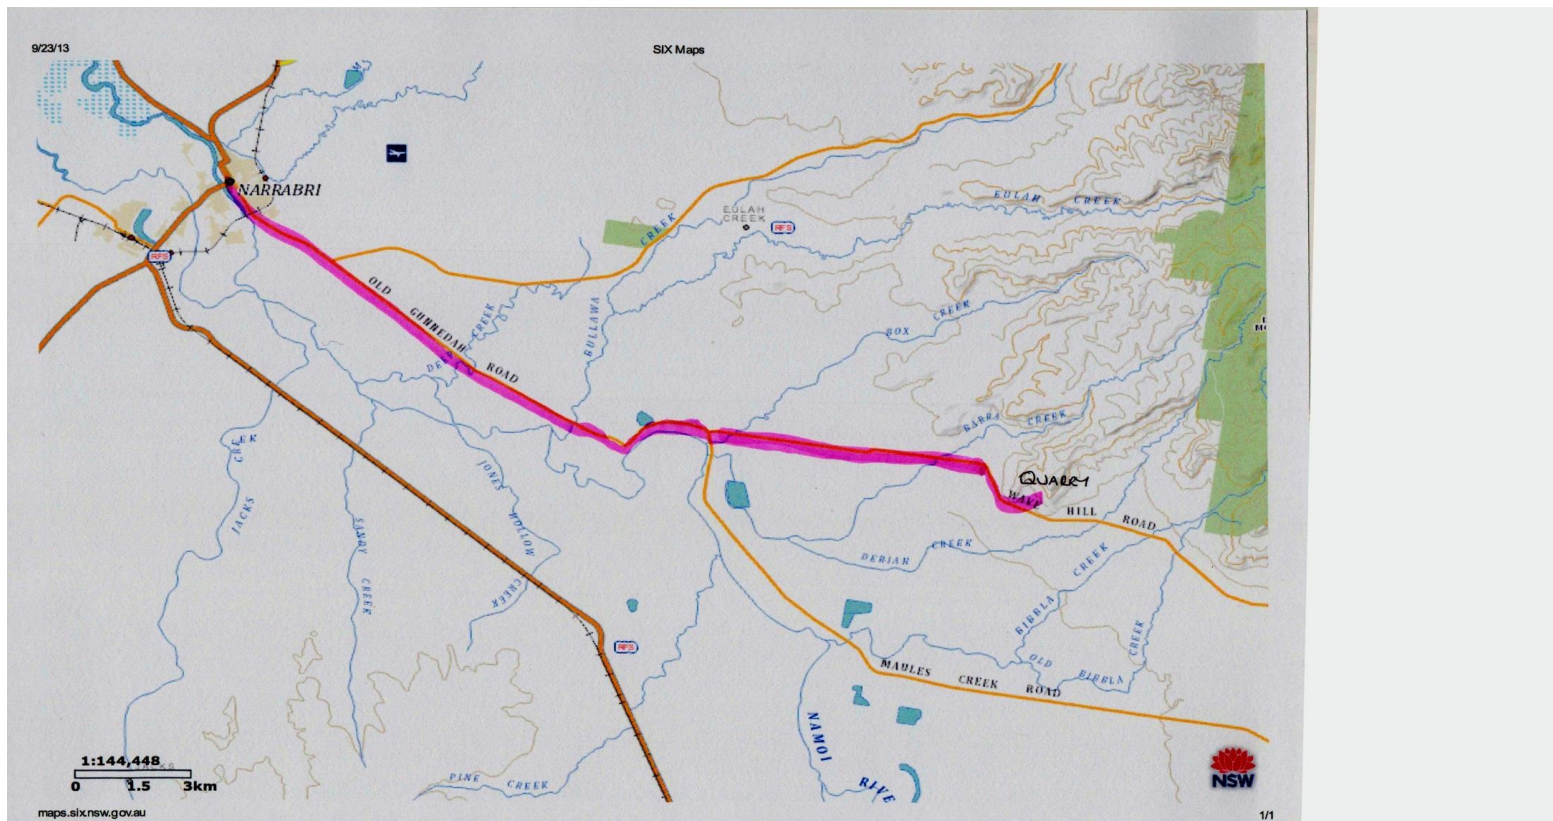 9/23/13
SIX Maps
NARRABRI
RFS
CREEK
EULAH
CREEK
RFS
EULAH CREEK
OLD GUNNEDAH ROAD
CREEK
BULLAWA
BOX CREEK
BARRA CREEK
QUARRY
WAVE HILL ROAD
JACKS CREEK
SANDY CREEK
JONES HOLLOW CREEK
DERIAH CREEK
BIBBLA CREEK
OLD BIBBLA CREEK
RFS
MAULES CREEK ROAD
NAMOI
RIVE
PINE CREEK
1:144,448
0 1.5 3km
NSW
maps.six.nsw.gov.au
1/1